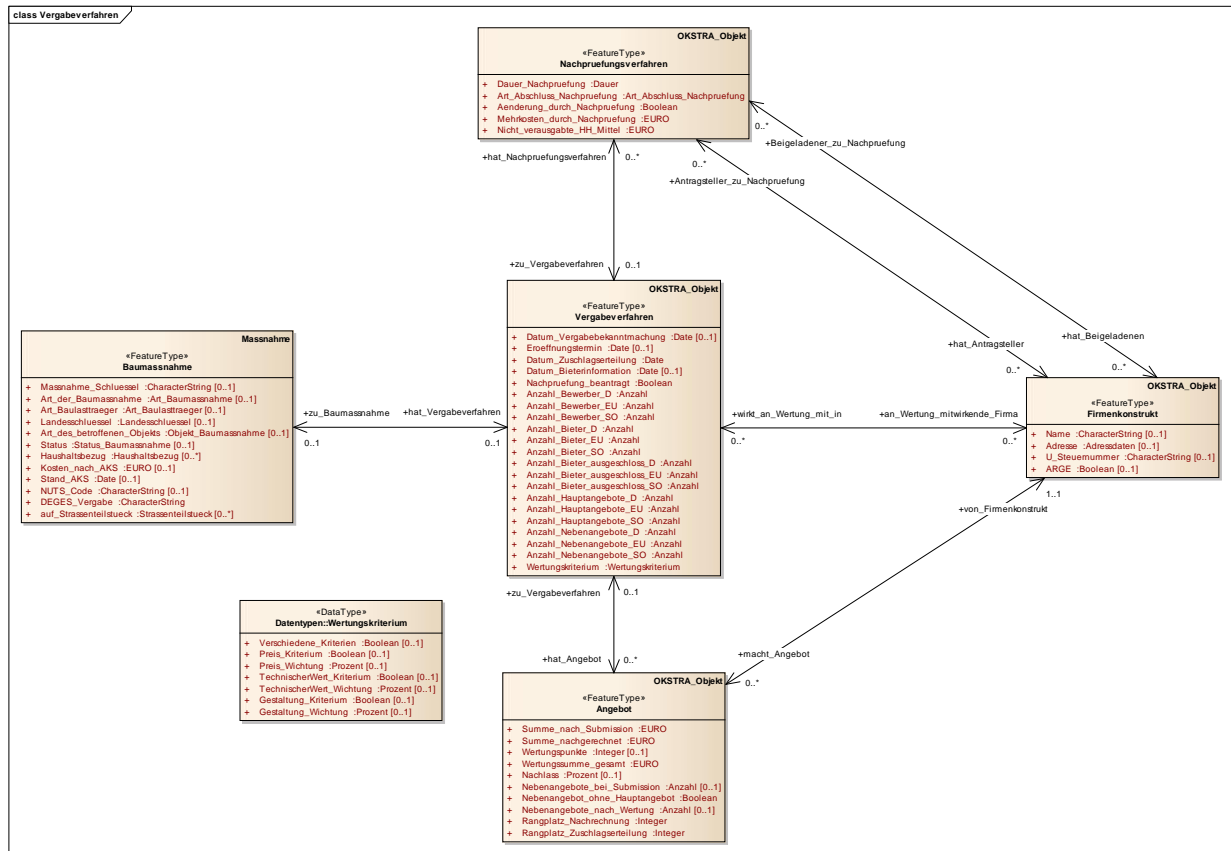 class Vergabeverfahren
OKSTRA_Objekt
«FeatureType»
Nachpruefungsverfahren
+ Dauer_Nachpruefung :Dauer
+ Art_Abschluss_Nachpruefung :Art_Abschluss_Nachpruefung
+ Aenderung_durch_Nachpruefung :Boolean
+ Mehrkosten_durch_Nachpruefung :EURO
+ Nicht_verausgabte_HH_Mittel :EURO
0..*
+Beigeladener_zu_Nachpruefung
+hat_Nachpruefungsverfahren
0..*
0..*
+Antragsteller_zu_Nachpruefung
+zu_Vergabeverfahren
0..1
OKSTRA_Objekt
«FeatureType»
Vergabeverfahren
+ Datum_Vergabebekanntmachung :Date [0..1]
+ Eroeffnungstermin :Date [0..1]
+ Datum_Zuschlagserteilung :Date
+ Datum_Bieterinformation :Date [0..1]
+ Nachpruefung_beantragt :Boolean
+ Anzahl_Bewerber_D :Anzahl
+ Anzahl_Bewerber_EU :Anzahl
+ Anzahl_Bewerber_SO :Anzahl
+ Anzahl_Bieter_D :Anzahl
+ Anzahl_Bieter_EU :Anzahl
+ Anzahl_Bieter_SO :Anzahl
+ Anzahl_Bieter_ausgeschloss_D :Anzahl
+ Anzahl_Bieter_ausgeschloss_EU :Anzahl
+ Anzahl_Bieter_ausgeschloss_SO :Anzahl
+ Anzahl_Hauptangebote_D :Anzahl
+ Anzahl_Hauptangebote_EU :Anzahl
+ Anzahl_Hauptangebote_SO :Anzahl
+ Anzahl_Nebenangebote_D :Anzahl
+ Anzahl_Nebenangebote_EU :Anzahl
+ Anzahl_Nebenangebote_SO :Anzahl
+ Wertungskriterium :Wertungskriterium
Massnahme
«FeatureType»
Baumassnahme
+ Massnahme_Schluessel :CharacterString [0..1]
+ Art_der_Baumassnahme :Art_Baumassnahme [0..1]
+ Art_Baulasttraeger :Art_Baulasttraeger [0..1]
+ Landesschluessel :Landesschluessel [0..1]
+ Art_des_betroffenen_Objekts :Objekt_Baumassnahme [0..1]
+ Status :Status_Baumassnahme [0..1]
+ Haushaltsbezug :Haushaltsbezug [0..*]
+ Kosten_nach_AKS :EURO [0..1]
+ Stand_AKS :Date [0..1]
+ NUTS_Code :CharacterString [0..1]
+ DEGES_Vergabe :CharacterString
+ auf_Strassenteilstueck :Strassenteilstueck [0..*]
+zu_Baumassnahme
0..1
+hat_Vergabeverfahren
0..1
+hat_Beigeladenen
0..*
+hat_Antragsteller
0..*
+wirkt_an_Wertung_mit_in
0..*
+an_Wertung_mitwirkende_Firma
0..*
OKSTRA_Objekt
«FeatureType»
Firmenkonstrukt
+ Name :CharacterString [0..1]
+ Adresse :Adressdaten [0..1]
+ U_Steuernummer :CharacterString [0..1]
+ ARGE :Boolean [0..1]
1..1
+von_Firmenkonstrukt
+zu_Vergabeverfahren
0..1
«DataType»
Datentypen::Wertungskriterium
+ Verschiedene_Kriterien :Boolean [0..1]
+ Preis_Kriterium :Boolean [0..1]
+ Preis_Wichtung :Prozent [0..1]
+ TechnischerWert_Kriterium :Boolean [0..1]
+ TechnischerWert_Wichtung :Prozent [0..1]
+ Gestaltung_Kriterium :Boolean [0..1]
+ Gestaltung_Wichtung :Prozent [0..1]
+hat_Angebot
0..*
+macht_Angebot
0..*
OKSTRA_Objekt
«FeatureType»
Angebot
+ Summe_nach_Submission :EURO
+ Summe_nachgerechnet :EURO
+ Wertungspunkte :Integer [0..1]
+ Wertungssumme_gesamt :EURO
+ Nachlass :Prozent [0..1]
+ Nebenangebote_bei_Submission :Anzahl [0..1]
+ Nebenangebot_ohne_Hauptangebot :Boolean
+ Nebenangebote_nach_Wertung :Anzahl [0..1]
+ Rangplatz_Nachrechnung :Integer
+ Rangplatz_Zuschlagserteilung :Integer